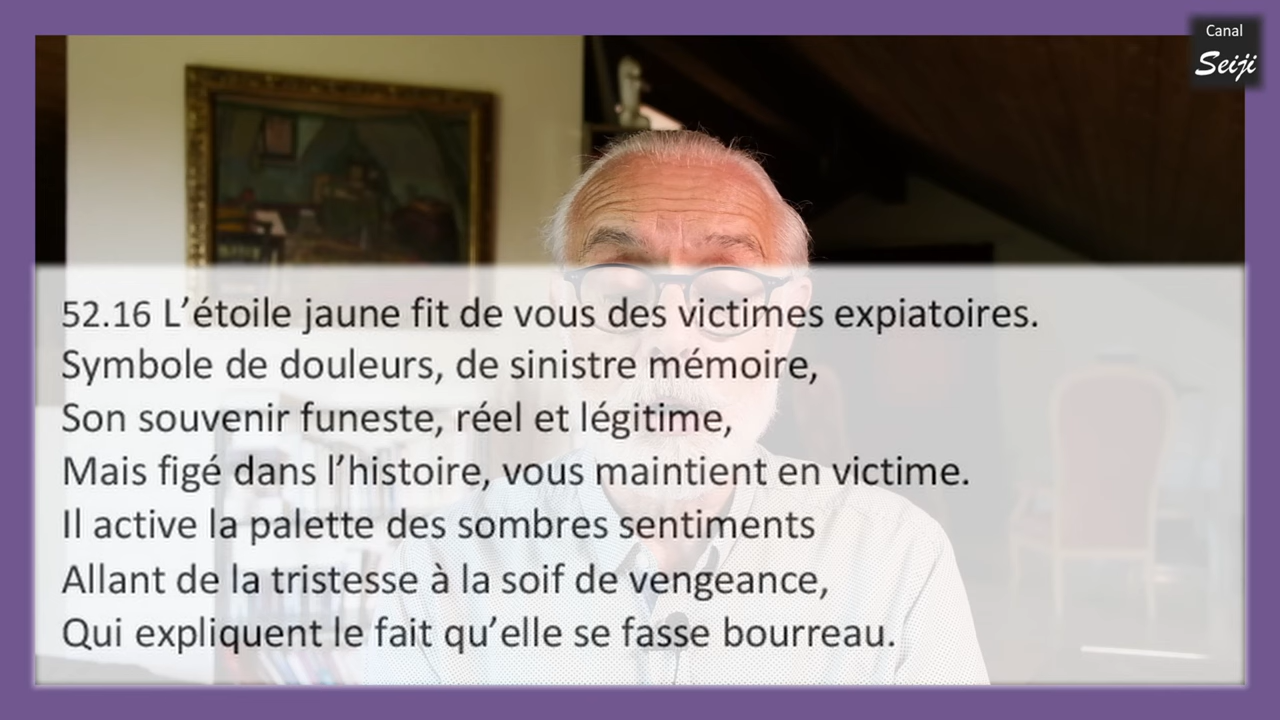 Canal
Seiji
52.16 L’étoile jaune fit de vous des victimes expiatoires.
Symbole de douleurs, de sinistre mémoire,
Son souvenir funeste, réel et légitime,
Mais figé dans l’histoire, vous maintient en victime.
Il active la palette des sombres sentiments
Allant de la tristesse à la soif de vengeance,
Qui expliquent le fait qu’elle se fasse bourreau.